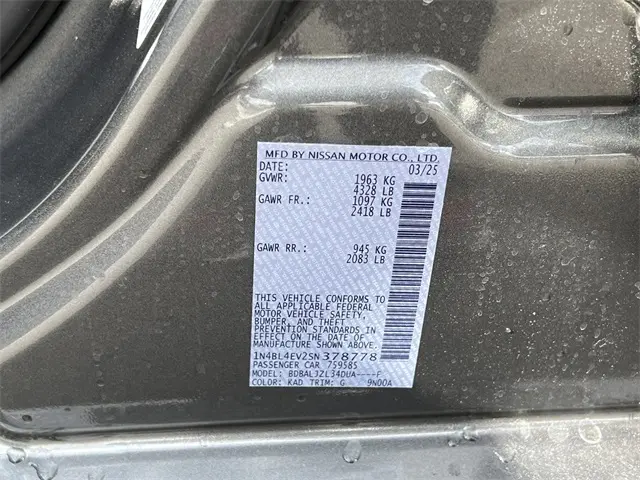 MFD BY NISSAN MOTOR CO., LTD.
DATE: 03/25
GVWR: 1963 KG
4328 LB
GAWR FR.: 1097 KG
2418 LB
GAWR RR.: 945 KG
2083 LB
THIS VEHICLE CONFORMS TO
ALL APPLICABLE FEDERAL
MOTOR VEHICLE SAFETY,
BUMPER, AND THEFT
PREVENTION STANDARDS IN
EFFECT ON THE DATE OF
MANUFACTURE SHOWN ABOVE.
1N4BL4EV2SN378778
PASSENGER CAR 759585
MODEL: BDBALJZL34DUA----F
COLOR: KAD TRIM: G 9N00A